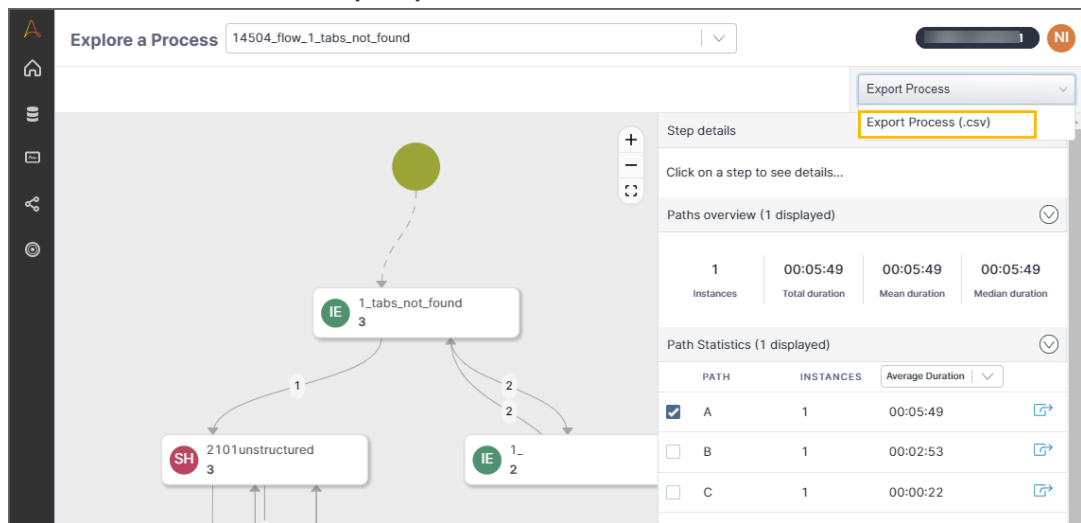 Explore a Process 14504_flow_1_tabs_not_found
1 NI
Export Process
Export Process (.csv)
Step details
Click on a step to see details...
Paths overview (1 displayed)
1 00:05:49 00:05:49 00:05:49
Instances Total duration Mean duration Median duration
Path Statistics (1 displayed)
PATH INSTANCES Average Duration
A 1 00:05:49
B 1 00:02:53
C 1 00:00:22
IE 1_tabs_not_found
3
1 2
2
SH 2101unstructured
3
IE 1_
2